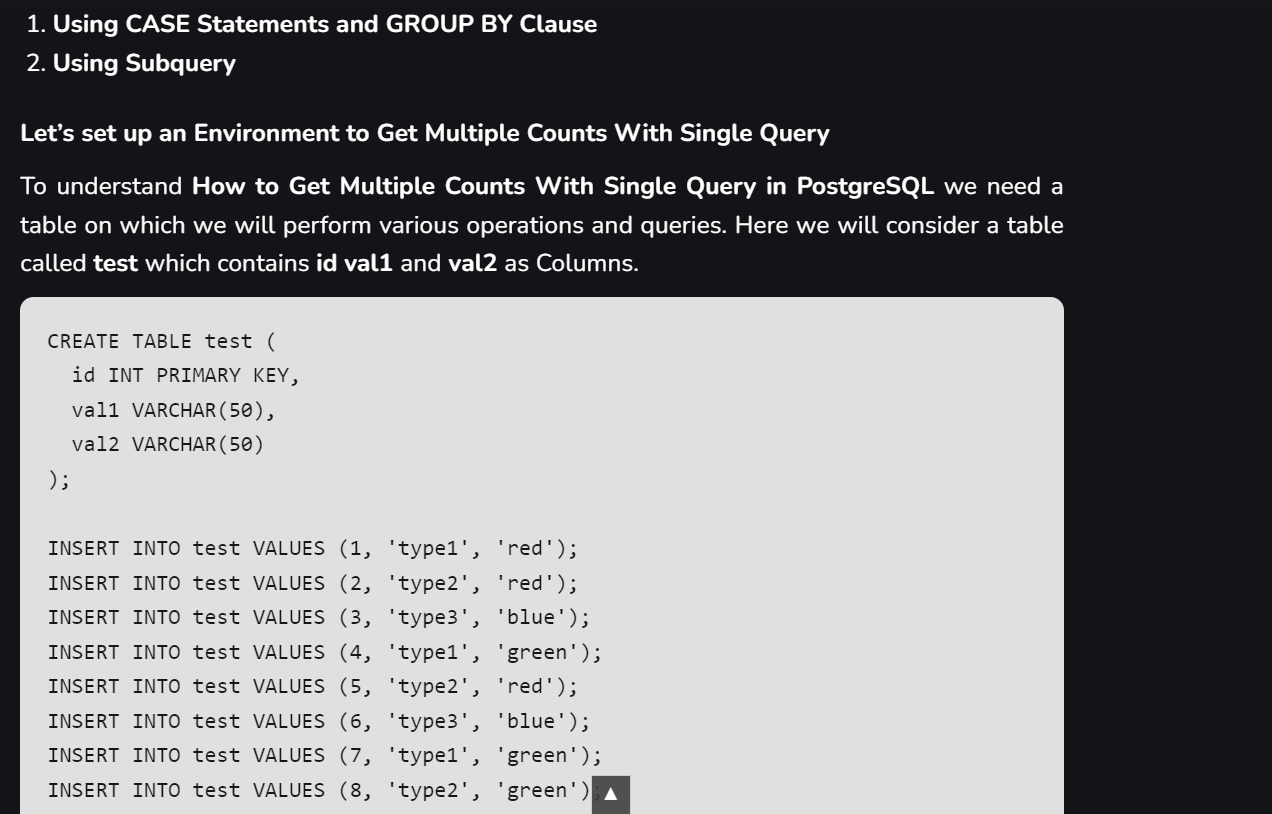 1. Using CASE Statements and GROUP BY Clause
2. Using Subquery
Let’s set up an Environment to Get Multiple Counts With Single Query
To understand How to Get Multiple Counts With Single Query in PostgreSQL we need a
table on which we will perform various operations and queries. Here we will consider a table
called test which contains id val1 and val2 as Columns.
CREATE TABLE test (
  id INT PRIMARY KEY,
  val1 VARCHAR(50),
  val2 VARCHAR(50)
);
INSERT INTO test VALUES (1, 'type1', 'red');
INSERT INTO test VALUES (2, 'type2', 'red');
INSERT INTO test VALUES (3, 'type3', 'blue');
INSERT INTO test VALUES (4, 'type1', 'green');
INSERT INTO test VALUES (5, 'type2', 'red');
INSERT INTO test VALUES (6, 'type3', 'blue');
INSERT INTO test VALUES (7, 'type1', 'green');
INSERT INTO test VALUES (8, 'type2', 'green');